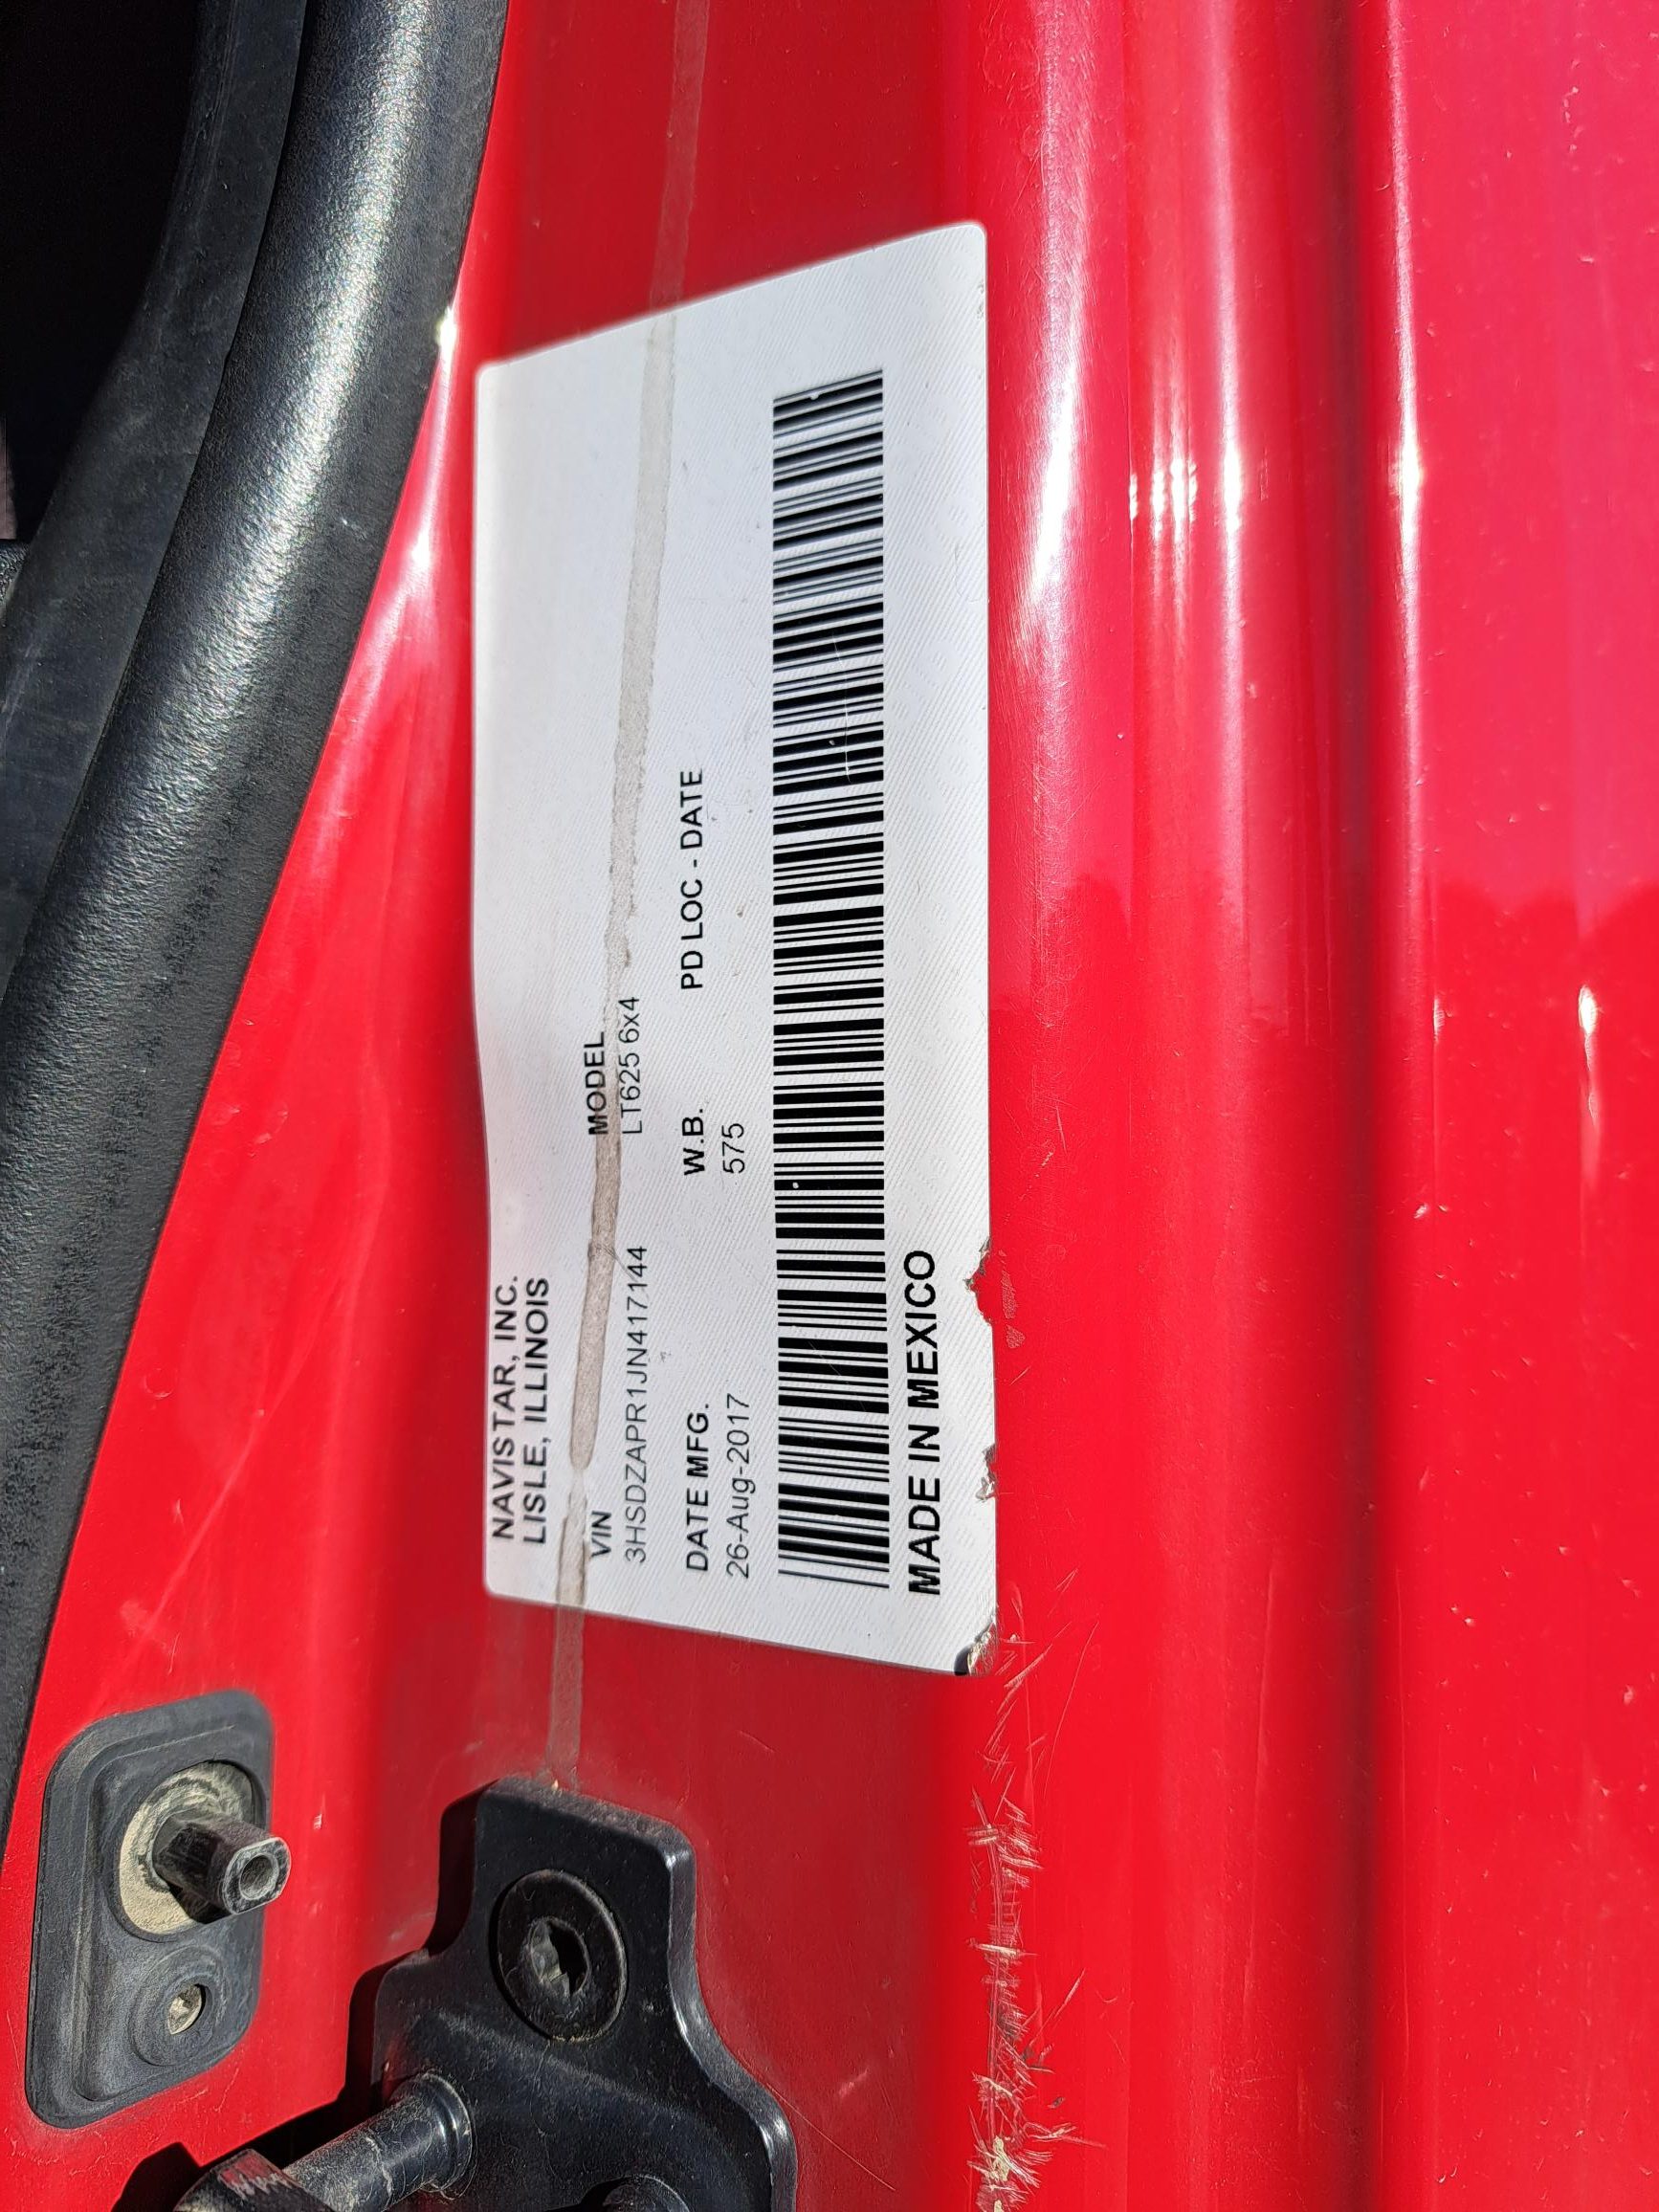 NAVISTAR, INC.
LISLE, ILLINOIS
VIN MODEL
3HSDZAPR1JN417144 LT625 6x4
DATE MFG. W.B. PD LOC - DATE
26-Aug-2017 575
MADE IN MEXICO